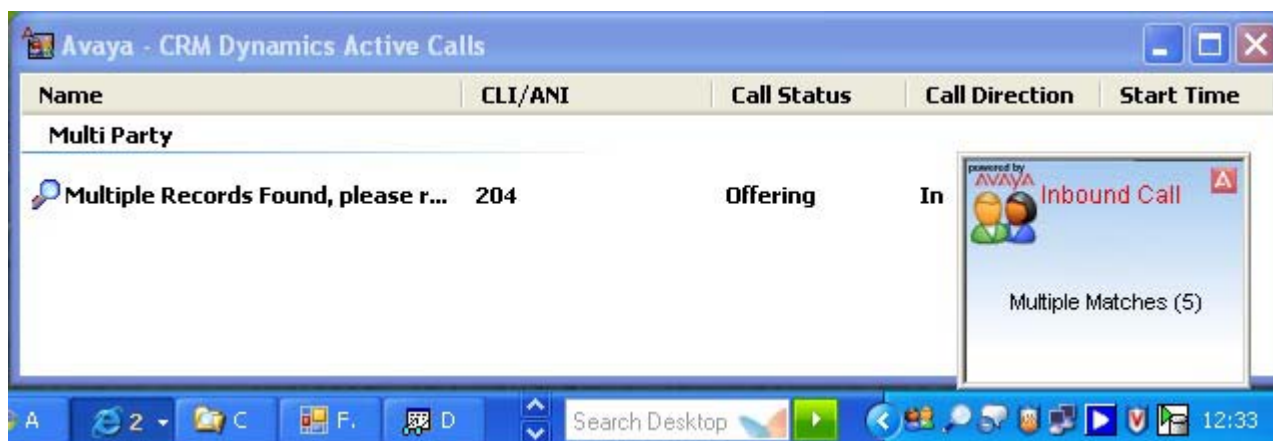 Avaya - CRM Dynamics Active Calls
Name CLI/ANI Call Status Call Direction Start Time
Multi Party
Multiple Records Found, please r... 204 Offering In
powered by
AVAYA
Inbound Call
Multiple Matches (5)
A 2 C F. D Search Desktop 12:33